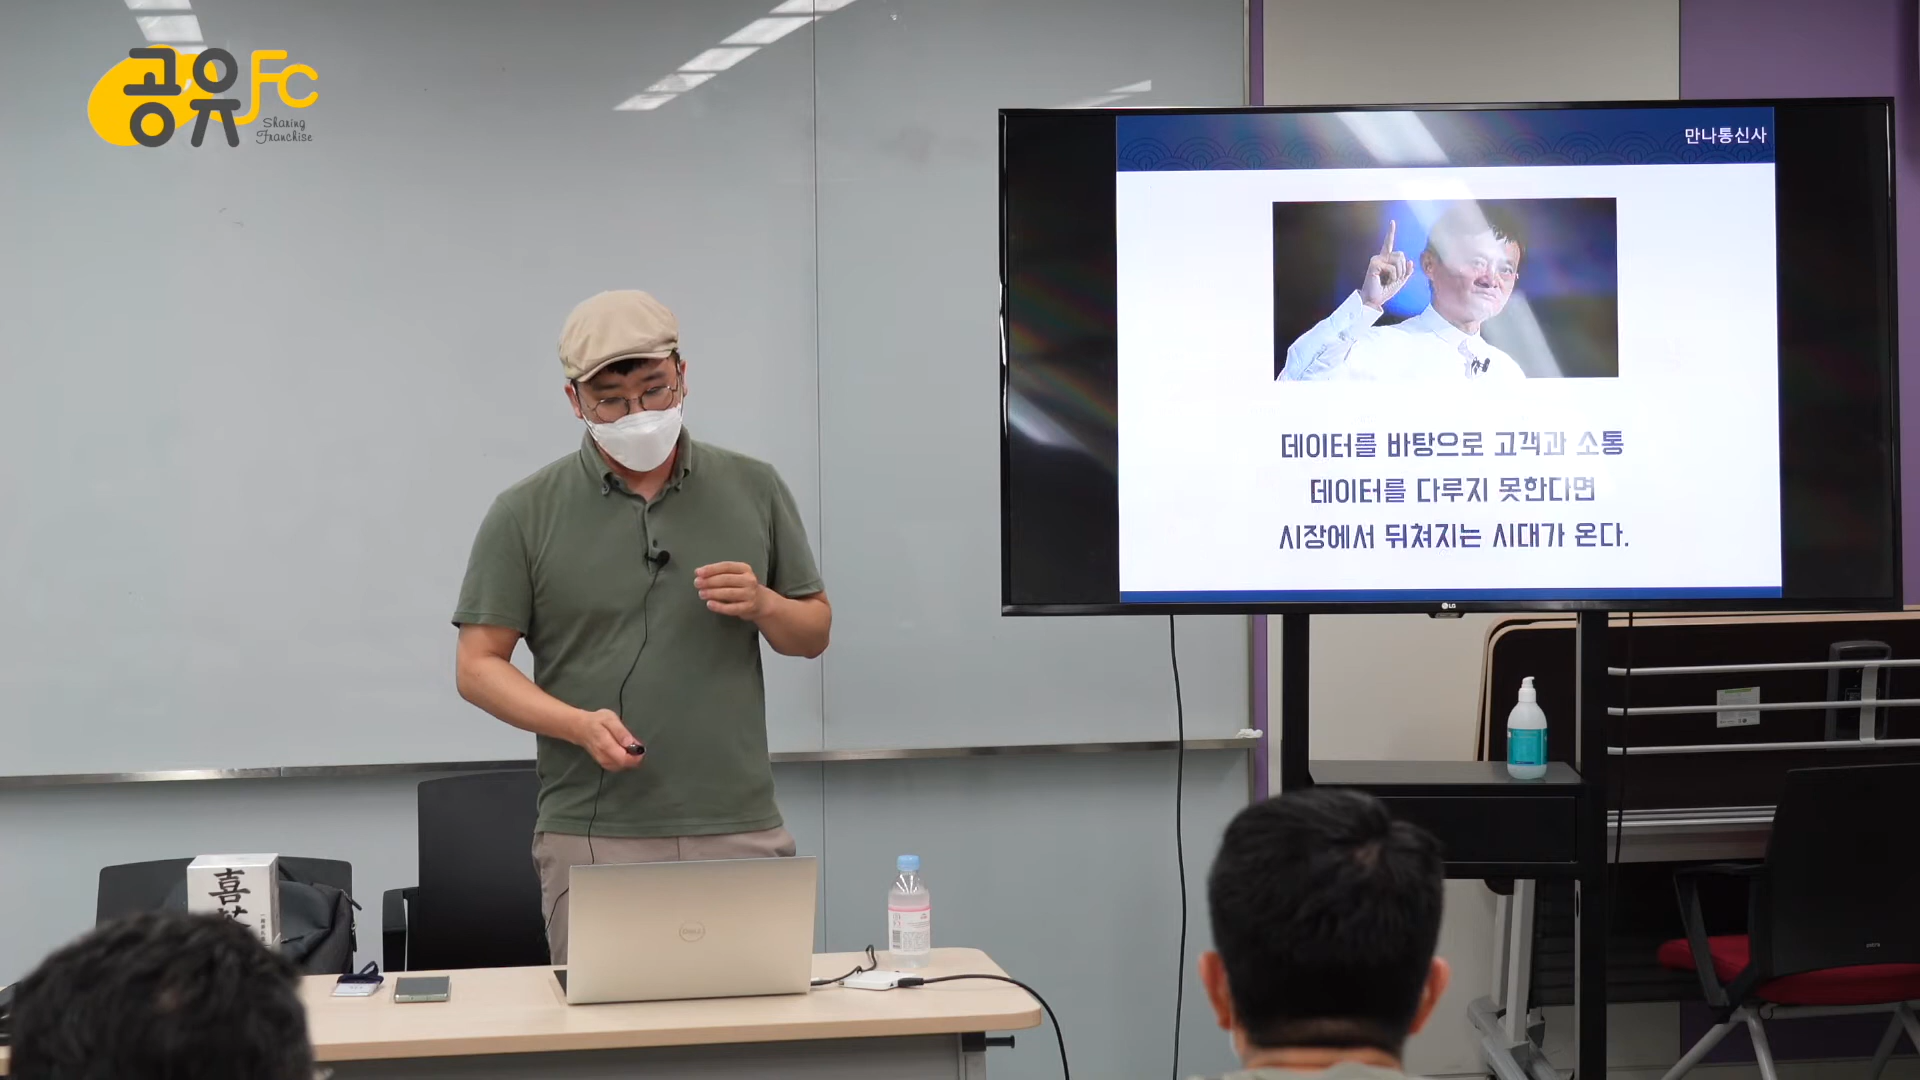 공유FC
Sharing
Franchise
만나통신사
데이터를 바탕으로 고객과 소통
데이터를 다루지 못한다면
시장에서 뒤쳐지는 시대가 온다.
LG
喜
DELL